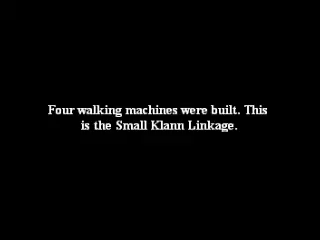 Four walking machines were built. This
is the Small Klann Linkage.